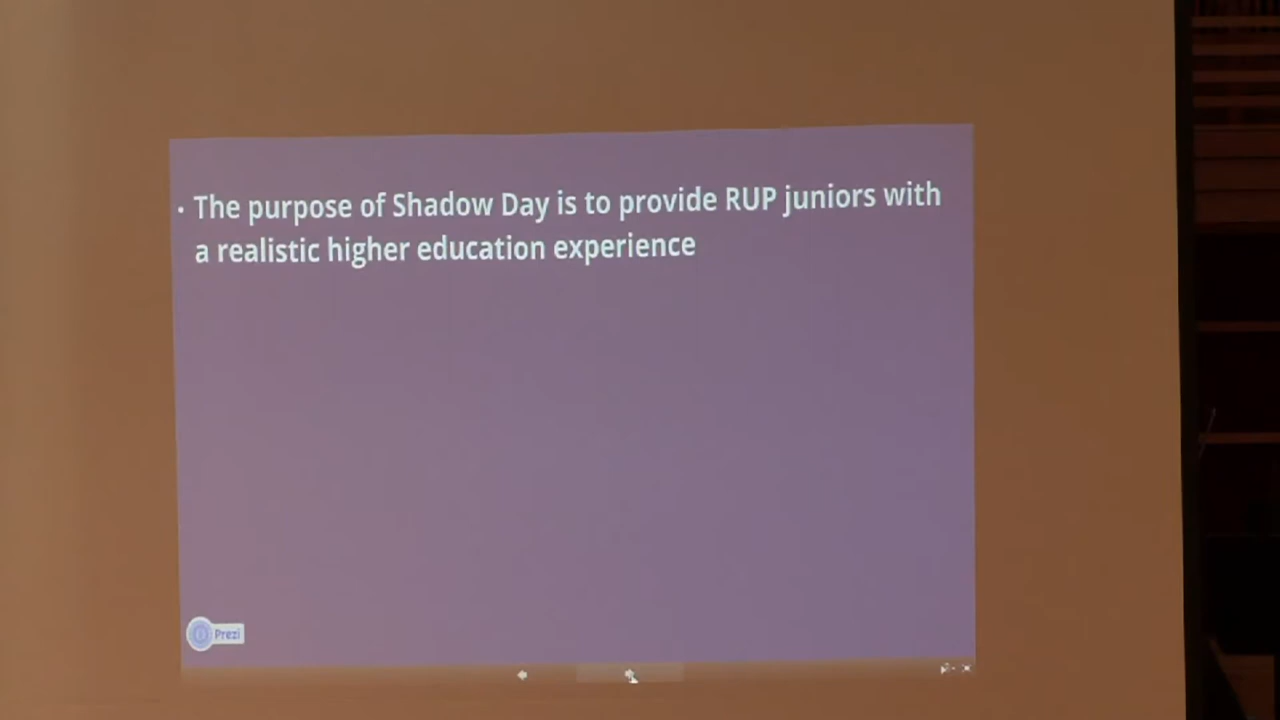 • The purpose of Shadow Day is to provide RUP juniors with
a realistic higher education experience
Prezi